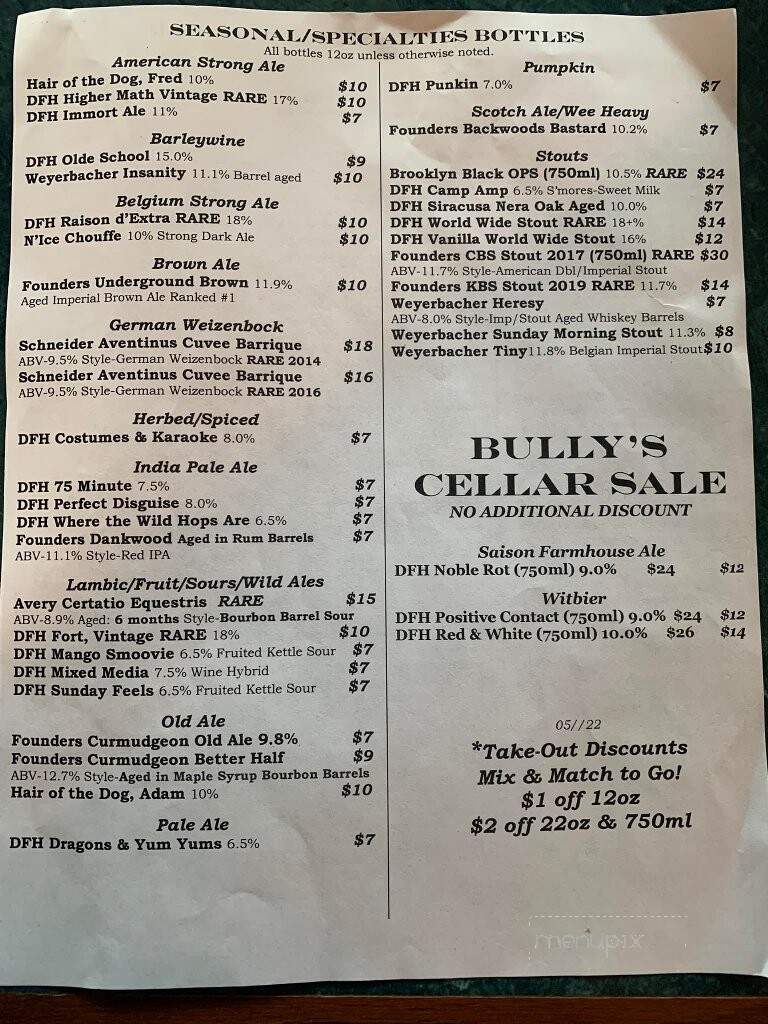 SEASONAL/SPECIALTIES BOTTLES
All bottles 12oz unless otherwise noted.
American Strong Ale
Hair of the Dog, Fred 10% $10
DFH Higher Math Vintage RARE 17% $10
DFH Immort Ale 11% $7
Barleywine
DFH Olde School 15.0% $9
Weyerbacher Insanity 11.1% Barrel aged $10
Belgium Strong Ale
DFH Raison d'Extra RARE 18% $10
N'Ice Chouffe 10% Strong Dark Ale $10
Brown Ale
Founders Underground Brown 11.9% $10
Aged Imperial Brown Ale Ranked #1
German Weizenbock
Schneider Aventinus Cuvee Barrique $18
ABV-9.5% Style-German Weizenbock RARE 2014
Schneider Aventinus Cuvee Barrique $16
ABV-9.5% Style-German Weizenbock RARE 2016
Herbed/Spiced
DFH Costumes & Karaoke 8.0% $7
India Pale Ale
DFH 75 Minute 7.5% $7
DFH Perfect Disguise 8.0% $7
DFH Where the Wild Hops Are 6.5% $7
Founders Dankwood Aged in Rum Barrels $7
ABV-11.1% Style-Red IPA
Lambic/Fruit/Sours/Wild Ales
Avery Certatio Equestris RARE $15
ABV-8.9% Aged: 6 months Style-Bourbon Barrel Sour
DFH Fort, Vintage RARE 18% $10
DFH Mango Smoovie 6.5% Fruited Kettle Sour $7
DFH Mixed Media 7.5% Wine Hybrid $7
DFH Sunday Feels 6.5% Fruited Kettle Sour $7
Old Ale
Founders Curmudgeon Old Ale 9.8% $7
Founders Curmudgeon Better Half $9
ABV-12.7% Style-Aged in Maple Syrup Bourbon Barrels
Hair of the Dog, Adam 10% $10
Pale Ale
DFH Dragons & Yum Yums 6.5% $7
Pumpkin
DFH Punkin 7.0% $7
Scotch Ale/Wee Heavy
Founders Backwoods Bastard 10.2% $7
Stouts
Brooklyn Black OPS (750ml) 10.5% RARE $24
DFH Camp Amp 6.5% S'mores-Sweet Milk $7
DFH Siracusa Nera Oak Aged 10.0% $7
DFH World Wide Stout RARE 18+% $14
DFH Vanilla World Wide Stout 16% $12
Founders CBS Stout 2017 (750ml) RARE $30
ABV-11.7% Style-American Dbl/Imperial Stout
Founders KBS Stout 2019 RARE 11.7% $14
Weyerbacher Heresy $7
ABV-8.0% Style-Imp/Stout Aged Whiskey Barrels
Weyerbacher Sunday Morning Stout 11.3% $8
Weyerbacher Tiny11.8% Belgian Imperial Stout$10
BULLY'S
CELLAR SALE
NO ADDITIONAL DISCOUNT
Saison Farmhouse Ale
DFH Noble Rot (750ml) 9.0% $24 $12
Witbier
DFH Positive Contact (750ml) 9.0% $24 $12
DFH Red & White (750ml) 10.0% $26 $14
05//22
*Take-Out Discounts
Mix & Match to Go!
$1 off 12oz
$2 off 22oz & 750ml
menupix